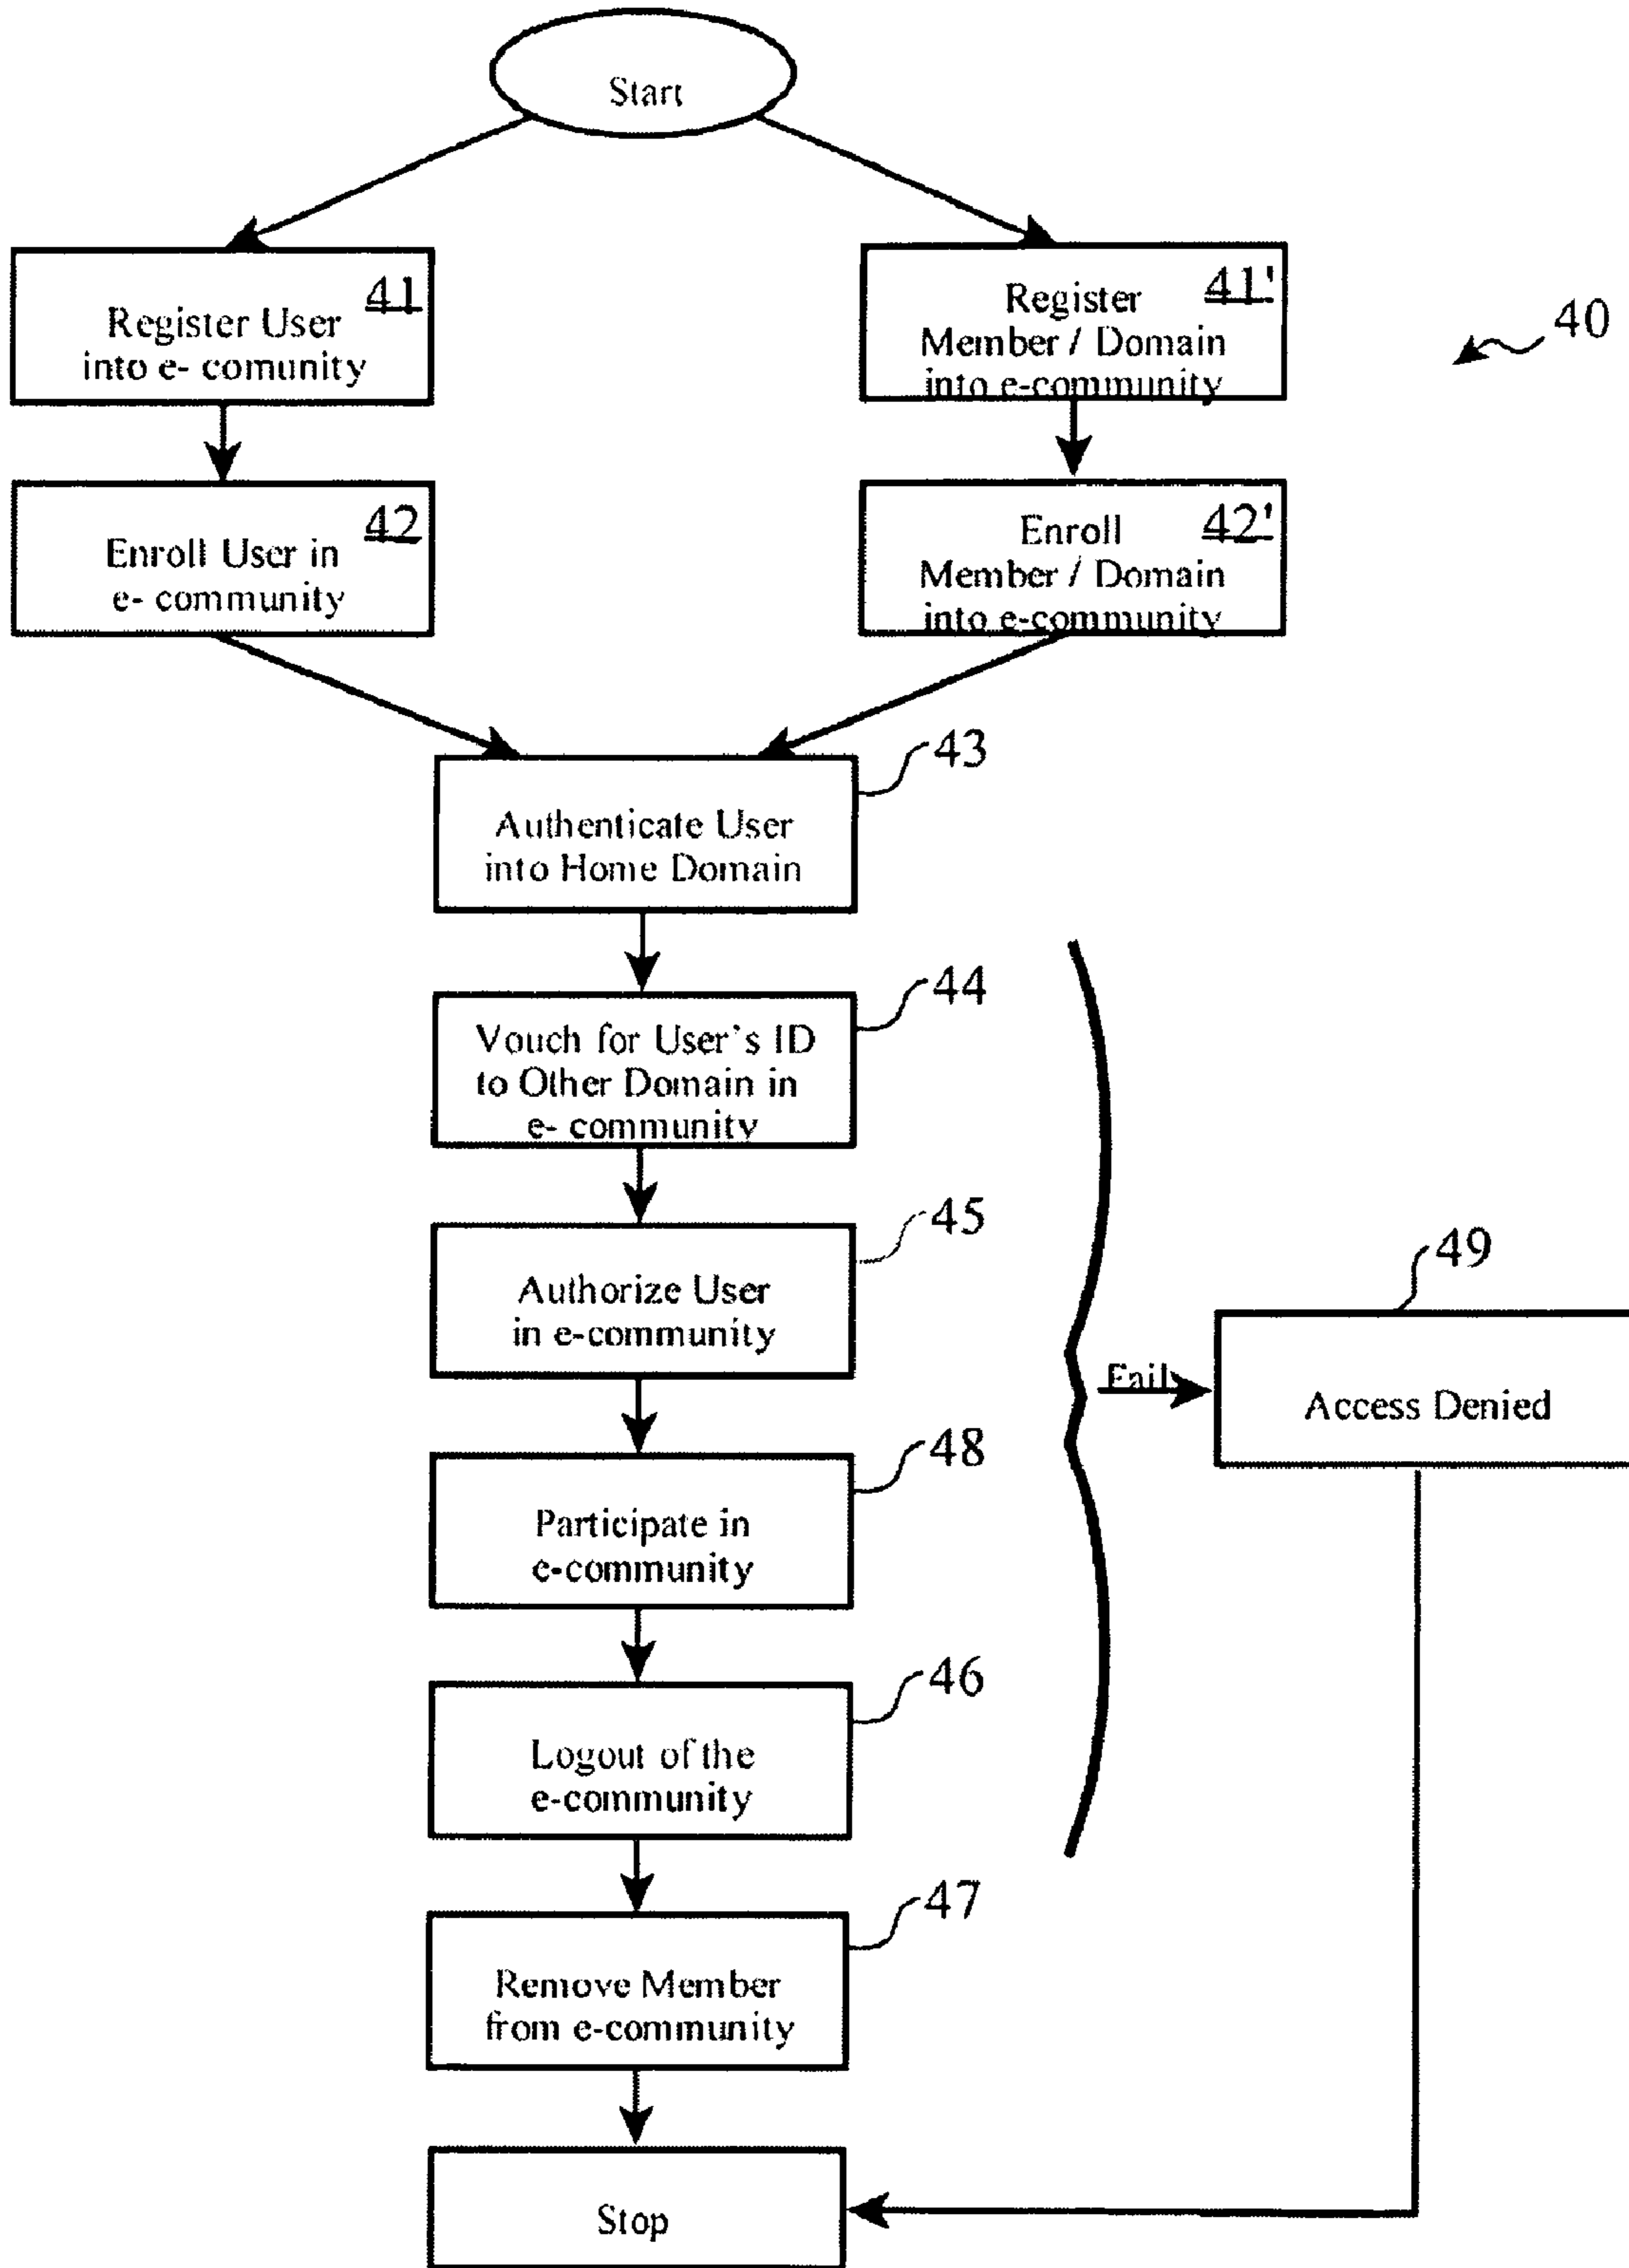 Start
41
Register User
into e- comunity
41'
Register
Member / Domain
into e-community
40
42
Enroll User in
e- community
42'
Enroll
Member / Domain
into e-community
43
Authenticate User
into Home Domain
44
Vouch for User's ID
to Other Domain in
e- community
45
Authorize User
in e-community
49
Fail
Access Denied
48
Participate in
e-community
46
Logout of the
e-community
47
Remove Member
from e-community
Stop